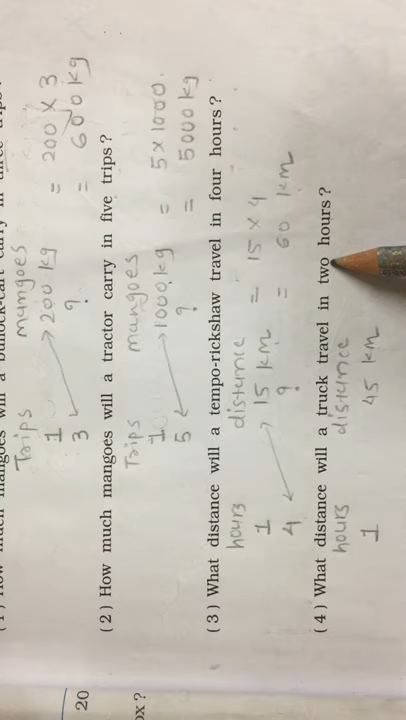 mangoes will a bullock-cart carry in three trips?
Trips mangoes
1 200 kg = 200 x 3
3 ? = 600 kg
(2) How much mangoes will a tractor carry in five trips?
Trips mangoes
1 1000 kg = 5 x 1000.
5 ? = 5000 kg
(3) What distance will a tempo-rickshaw travel in four hours?
hours distance
1 15 km = 15 x 4
4 ? = 60 km
(4) What distance will a truck travel in two hours?
hours distance
1 45 km
20
ox ?